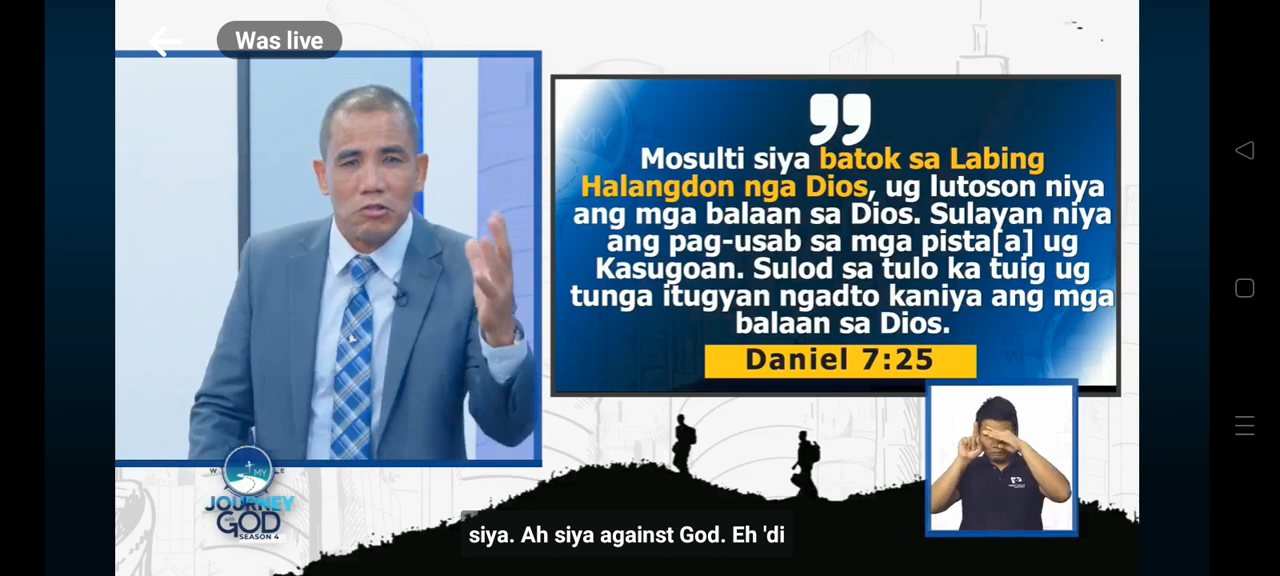 Was live
”
Mosulti siya batok sa Labing
Halangdon nga Dios, ug lutoson niya
ang mga balaan sa Dios. Sulayan niya
ang pag-usab sa mga pista[a] ug
Kasugoan. Sulod sa tulo ka tuig ug
tunga itugyan ngadto kaniya ang mga
balaan sa Dios.
Daniel 7:25
MY
JOURNEY
GOD
SEASON 4
siya. Ah siya against God. Eh 'di